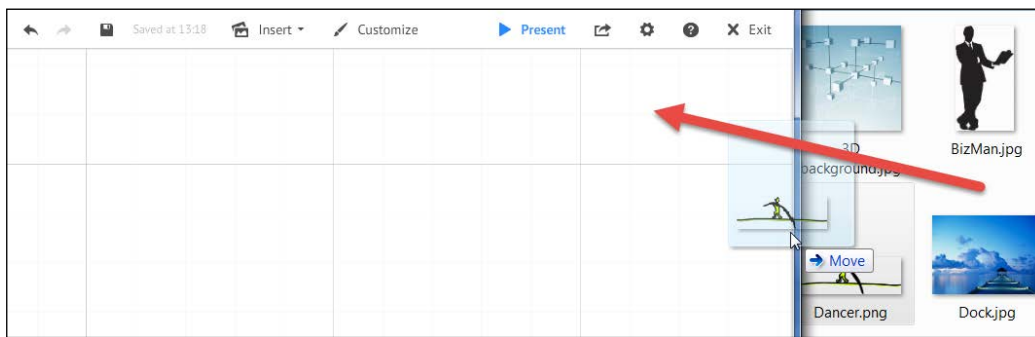 Saved at 13:18 Insert Customize Present Exit
3D
background.jpg
BizMan.jpg
Move
Dancer.png
Dock.jpg